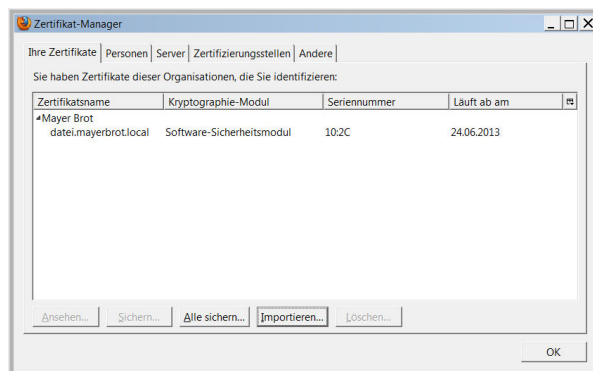 Zertifikat-Manager
Ihre Zertifikate Personen Server Zertifizierungsstellen Andere
Sie haben Zertifikate dieser Organisationen, die Sie identifizieren:
Zertifikatsname Kryptographie-Modul Seriennummer Läuft ab am
Mayer Brot
datei.mayerbrot.local Software-Sicherheitsmodul 10:2C 24.06.2013
Ansehen... Sichern... Alle sichern... Importieren... Löschen...
OK